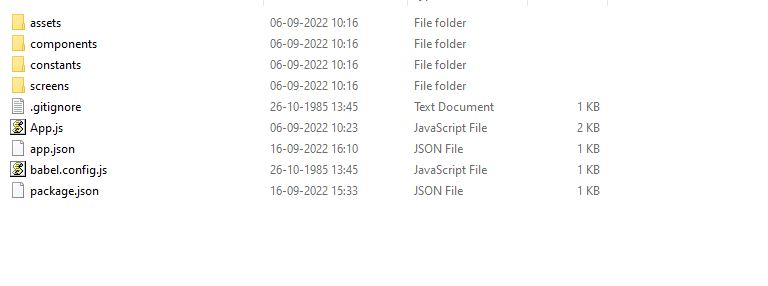 assets 06-09-2022 10:16 File folder
components 06-09-2022 10:16 File folder
constants 06-09-2022 10:16 File folder
screens 06-09-2022 10:16 File folder
.gitignore 26-10-1985 13:45 Text Document 1 KB
App.js 06-09-2022 10:23 JavaScript File 2 KB
app.json 16-09-2022 16:10 JSON File 1 KB
babel.config.js 26-10-1985 13:45 JavaScript File 1 KB
package.json 16-09-2022 15:33 JSON File 1 KB